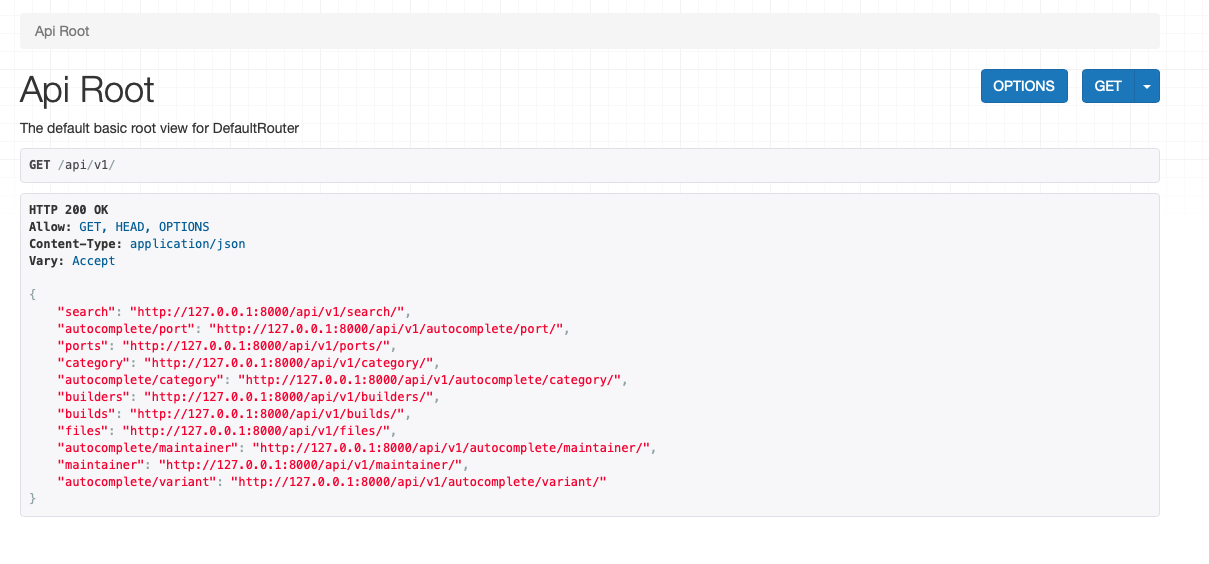 Api Root
Api Root
OPTIONS
GET
The default basic root view for DefaultRouter
GET /api/v1/
HTTP 200 OK
Allow: GET, HEAD, OPTIONS
Content-Type: application/json
Vary: Accept
{
    "search": "http://127.0.0.1:8000/api/v1/search/",
    "autocomplete/port": "http://127.0.0.1:8000/api/v1/autocomplete/port/",
    "ports": "http://127.0.0.1:8000/api/v1/ports/",
    "category": "http://127.0.0.1:8000/api/v1/category/",
    "autocomplete/category": "http://127.0.0.1:8000/api/v1/autocomplete/category/",
    "builders": "http://127.0.0.1:8000/api/v1/builders/",
    "builds": "http://127.0.0.1:8000/api/v1/builds/",
    "files": "http://127.0.0.1:8000/api/v1/files/",
    "autocomplete/maintainer": "http://127.0.0.1:8000/api/v1/autocomplete/maintainer/",
    "maintainer": "http://127.0.0.1:8000/api/v1/maintainer/",
    "autocomplete/variant": "http://127.0.0.1:8000/api/v1/autocomplete/variant/"
}